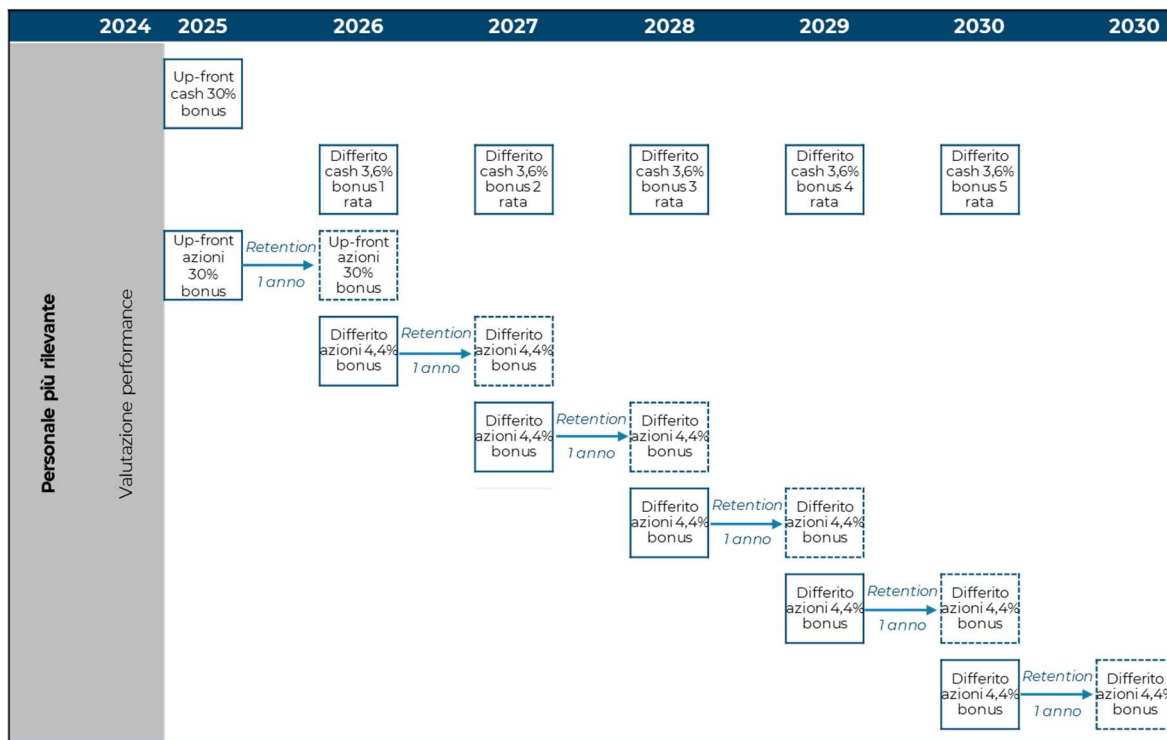 2024 2025 2026 2027 2028 2029 2030 2030
Personale più rilevante
Valutazione performance
Up-front
cash 30%
bonus
Differito
cash 3,6%
bonus 1
rata
Differito
cash 3,6%
bonus 2
rata
Differito
cash 3,6%
bonus 3
rata
Differito
cash 3,6%
bonus 4
rata
Differito
cash 3,6%
bonus 5
rata
Up-front
azioni
30%
bonus
Retention
1 anno
Up-front
azioni
30%
bonus
Differito
azioni 4,4%
bonus
Retention
1 anno
Differito
azioni 4,4%
bonus
Differito
azioni 4,4%
bonus
Retention
1 anno
Differito
azioni 4,4%
bonus
Differito
azioni 4,4%
bonus
Retention
1 anno
Differito
azioni 4,4%
bonus
Differito
azioni 4,4%
bonus
Retention
1 anno
Differito
azioni 4,4%
bonus
Differito
azioni 4,4%
bonus
Retention
1 anno
Differito
azioni 4,4%
bonus